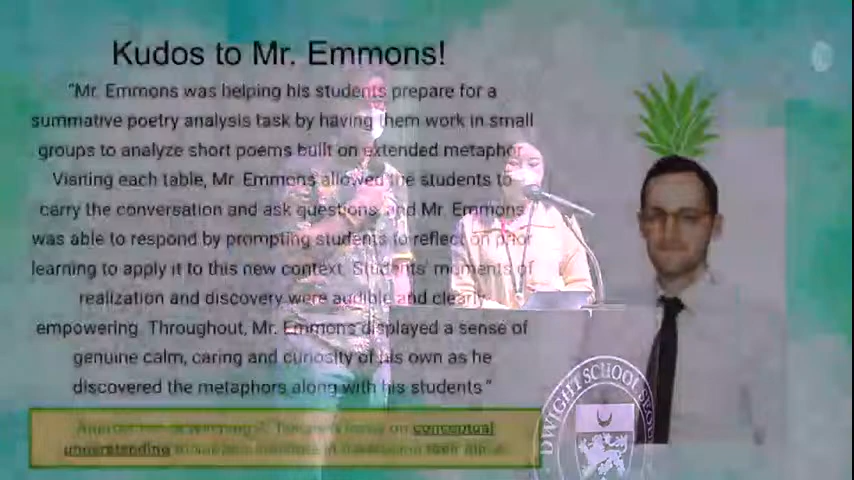 Kudos to Mr. Emmons!
"Mr. Emmons was helping his students prepare for a
summative poetry analysis task by having them work in small
groups to analyze short poems built on extended metaphor.
Visiting each table, Mr. Emmons allowed the students to
carry the conversation and ask questions, and Mr. Emmons
was able to respond by prompting students to reflect on prior
learning to apply it to this new context. Students' moments of
realization and discovery were audible and clearly
empowering. Throughout, Mr. Emmons displayed a sense of
genuine calm, caring and curiosity of his own as he
discovered the metaphors along with his students."
on conceptual
understanding
DWIGHT SCHOOL